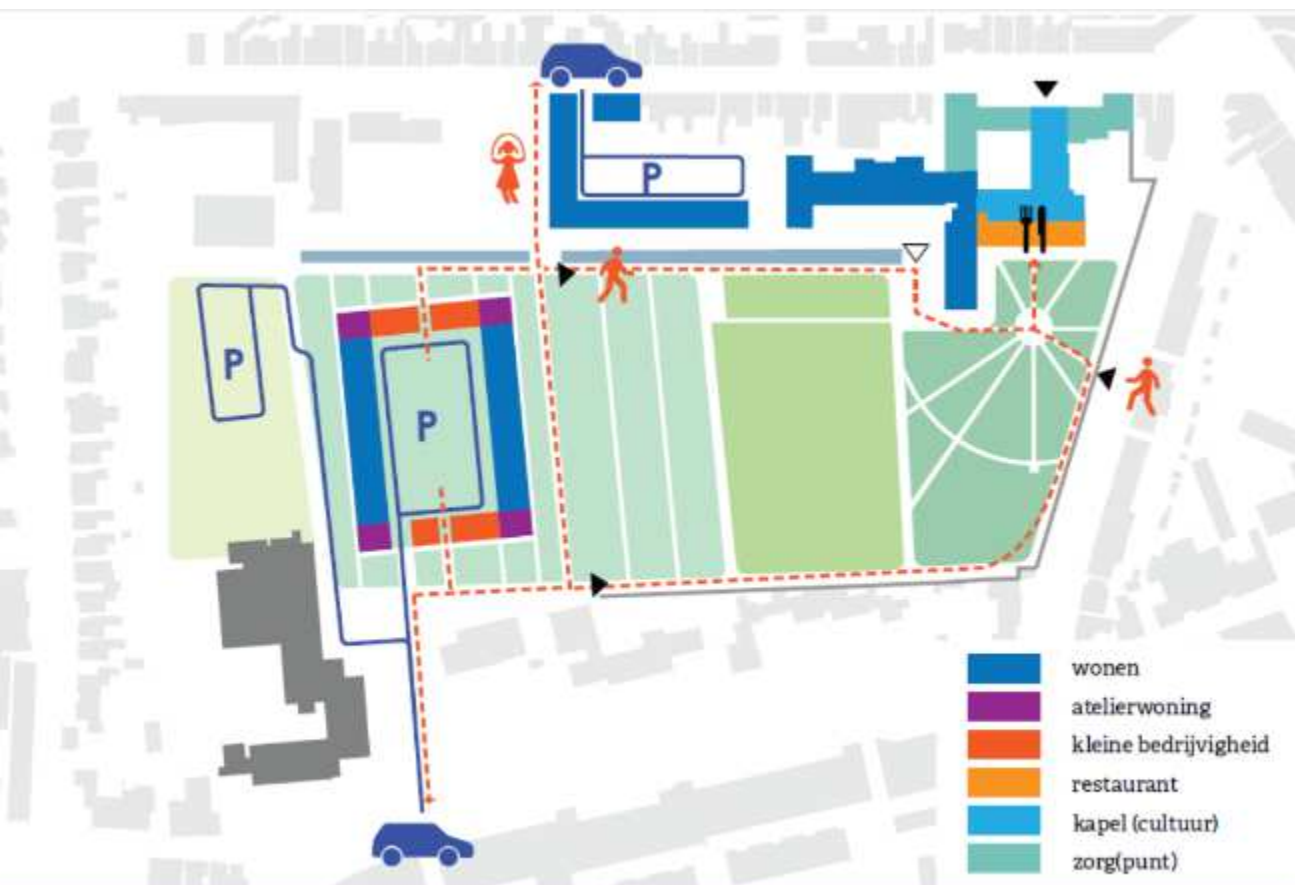 P
P
P
wonen
atelierwoning
kleine bedrijvigheid
restaurant
kapel (cultuur)
zorg(punt)